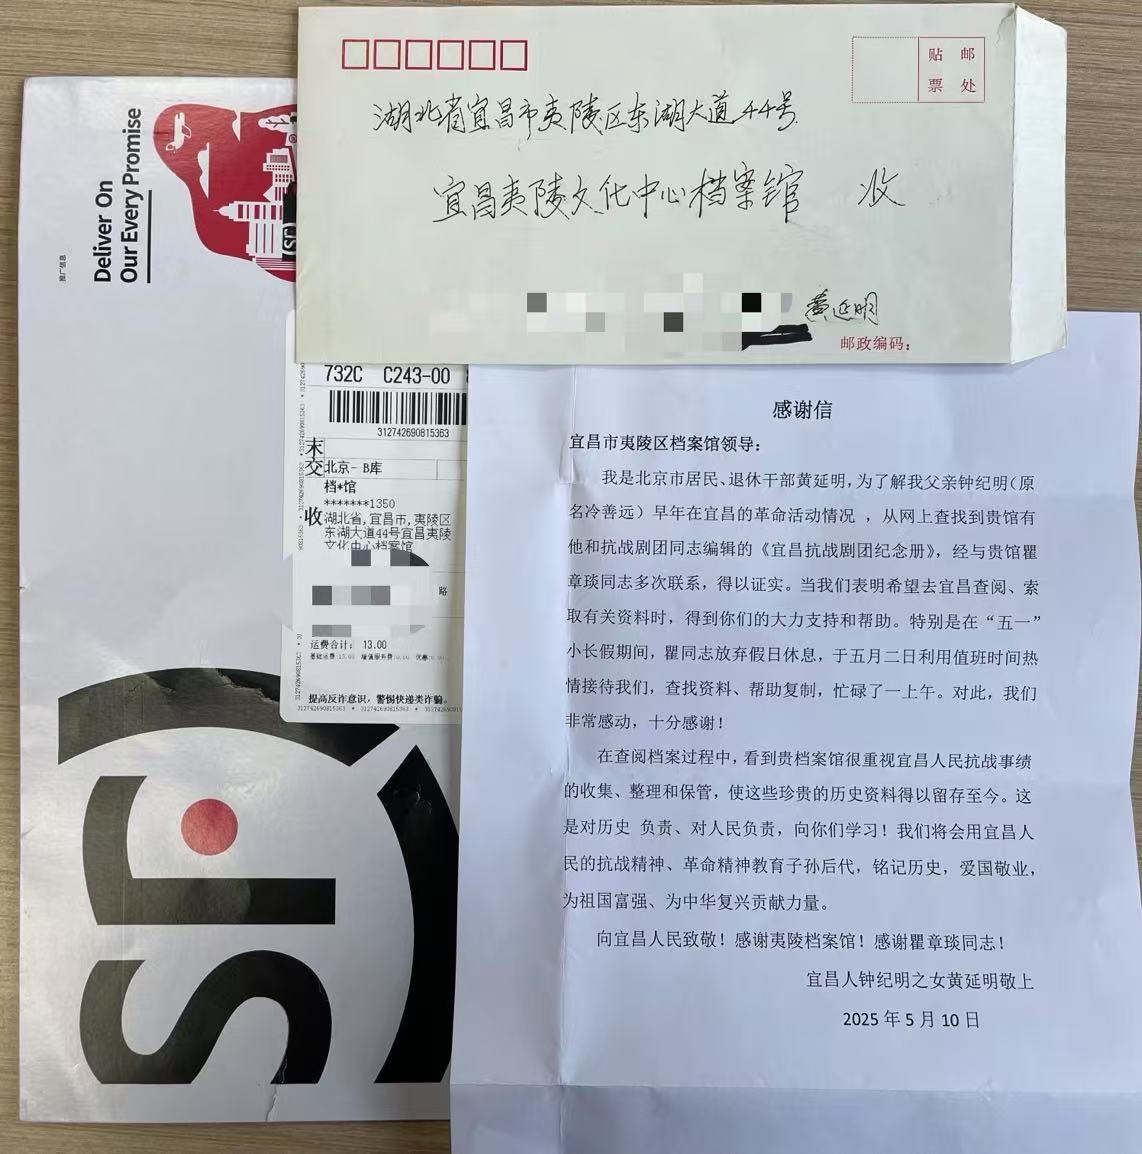 湖北省宜昌市夷陵区东湖大道44号
宜昌夷陵文化中心档案馆 收
黄延明
邮政编码：
贴 邮
票 处
Deliver On
Our Every Promise
推广信息
SF
732C C243-00
312742690815363
末交
北京- B库
档*馆
*******1350
收
湖北省,宜昌市,夷陵区
东湖大道44号宜昌夷陵
文化中心档案馆
路
运费合计: 13.00
提高反诈意识，警惕快递类诈骗。
312742690815363
感谢信
宜昌市夷陵区档案馆领导：
我是北京市居民、退休干部黄延明，为了解我父亲钟纪明（原
名冷善远）早年在宜昌的革命活动情况 ，从网上查找到贵馆有
他和抗战剧团同志编辑的《宜昌抗战剧团纪念册》，经与贵馆瞿
章琰同志多次联系，得以证实。当我们表明希望去宜昌查阅、索
取有关资料时，得到你们的大力支持和帮助。特别是在“五一”
小长假期间，瞿同志放弃假日休息，于五月二日利用值班时间热
情接待我们，查找资料、帮助复制，忙碌了一上午。对此，我们
非常感动，十分感谢！
在查阅档案过程中，看到贵档案馆很重视宜昌人民抗战事绩
的收集、整理和保管，使这些珍贵的历史资料得以留存至今。这
是对历史 负责、对人民负责，向你们学习！我们将会用宜昌人
民的抗战精神、革命精神教育子孙后代，铭记历史，爱国敬业，
为祖国富强、为中华复兴贡献力量。
向宜昌人民致敬！感谢夷陵档案馆！感谢瞿章琰同志！
宜昌人钟纪明之女黄延明敬上
2025 年 5 月 10 日